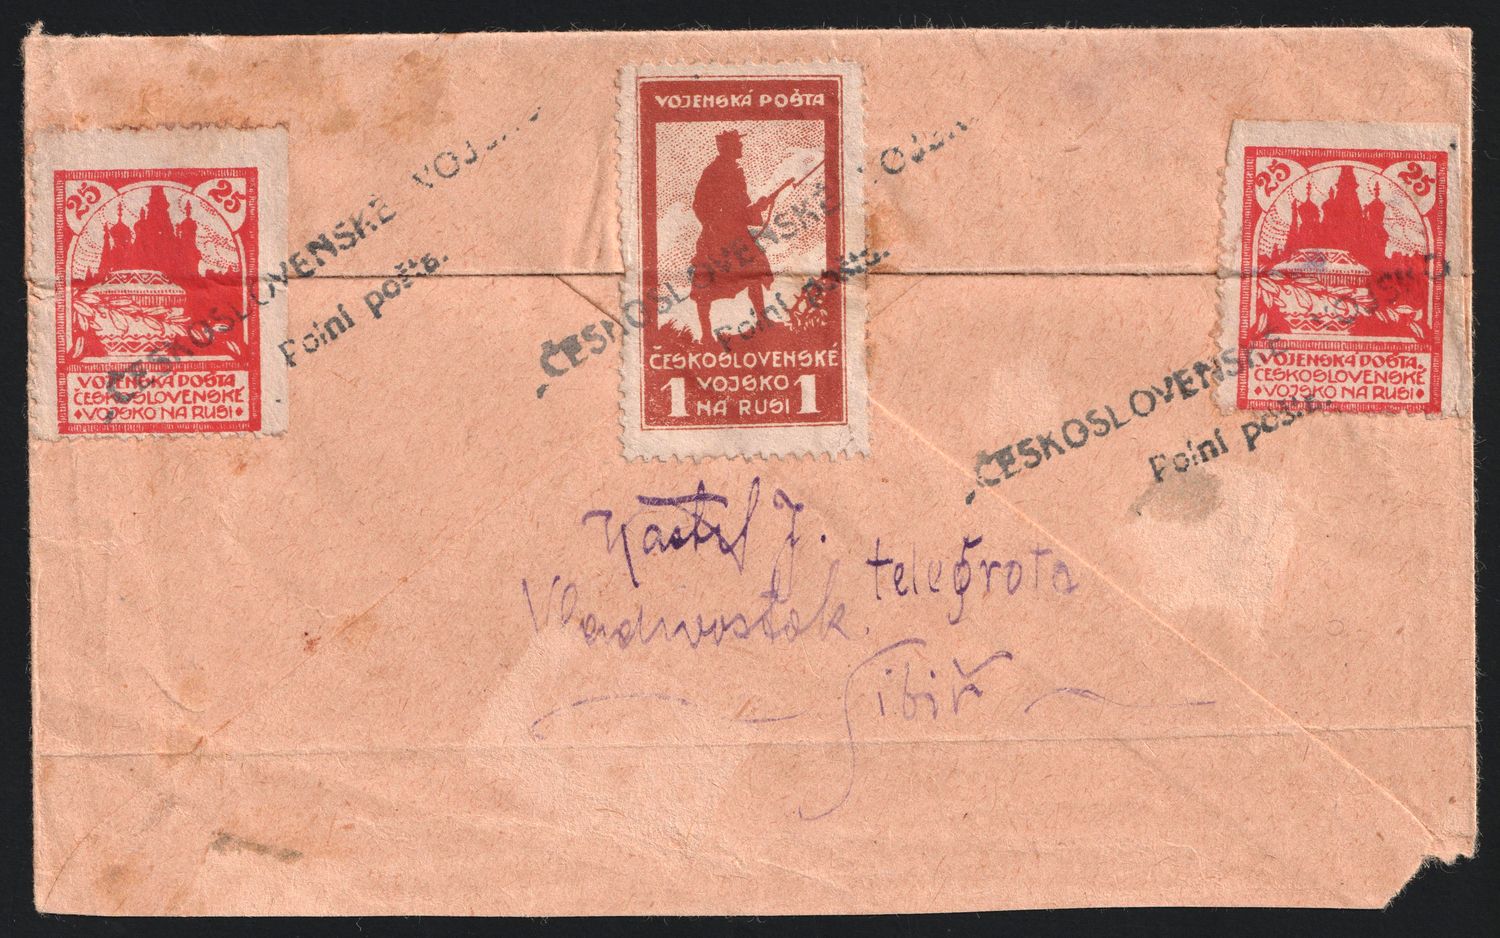 25 25
VOJENSKÁ POŠTA
ČESKOSLOVENSKÉ
VOJSKO NA RUSI
ČESKOSLOVENSKÉ
Polní pošta.
VOJENSKÁ POŠTA
ČESKOSLOVENSKÉ
VOJSKO
1 NA RUSI 1
ČESKOSLOVENSKÉ
Polní pošta.
25 25
VOJENSKÁ POŠTA
ČESKOSLOVENSKÉ
VOJSKO NA RUSI
ČESKOSLOVENSKÉ VOJSKO
Polní pošta.
J. telegrota
Vladivostok.
Sibiř